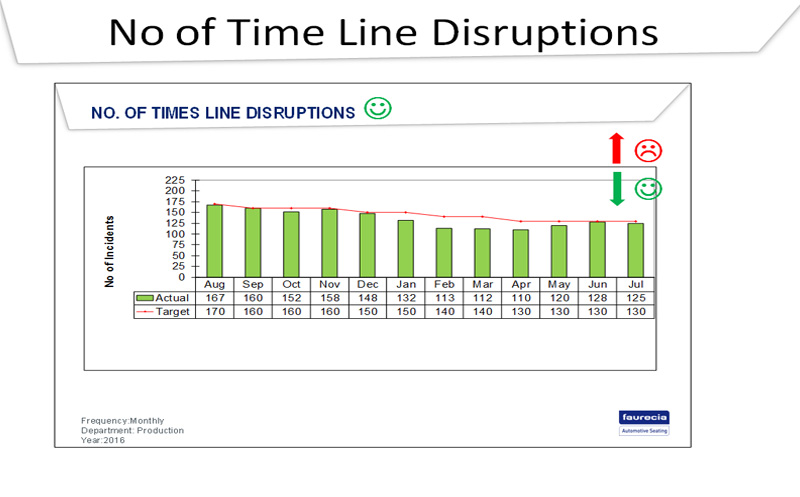 No of Time Line Disruptions
NO. OF TIMES LINE DISRUPTIONS
225
200
175
150
125
100
75
50
25
0
No of Incidents
Aug Sep Oct Nov Dec Jan Feb Mar Apr May Jun Jul
Actual 167 160 152 158 148 132 113 112 110 120 128 125
Target 170 160 160 160 150 150 140 140 130 130 130 130
Frequency:Monthly
Department: Production
Year:2016
faurecia
Automotive Seating